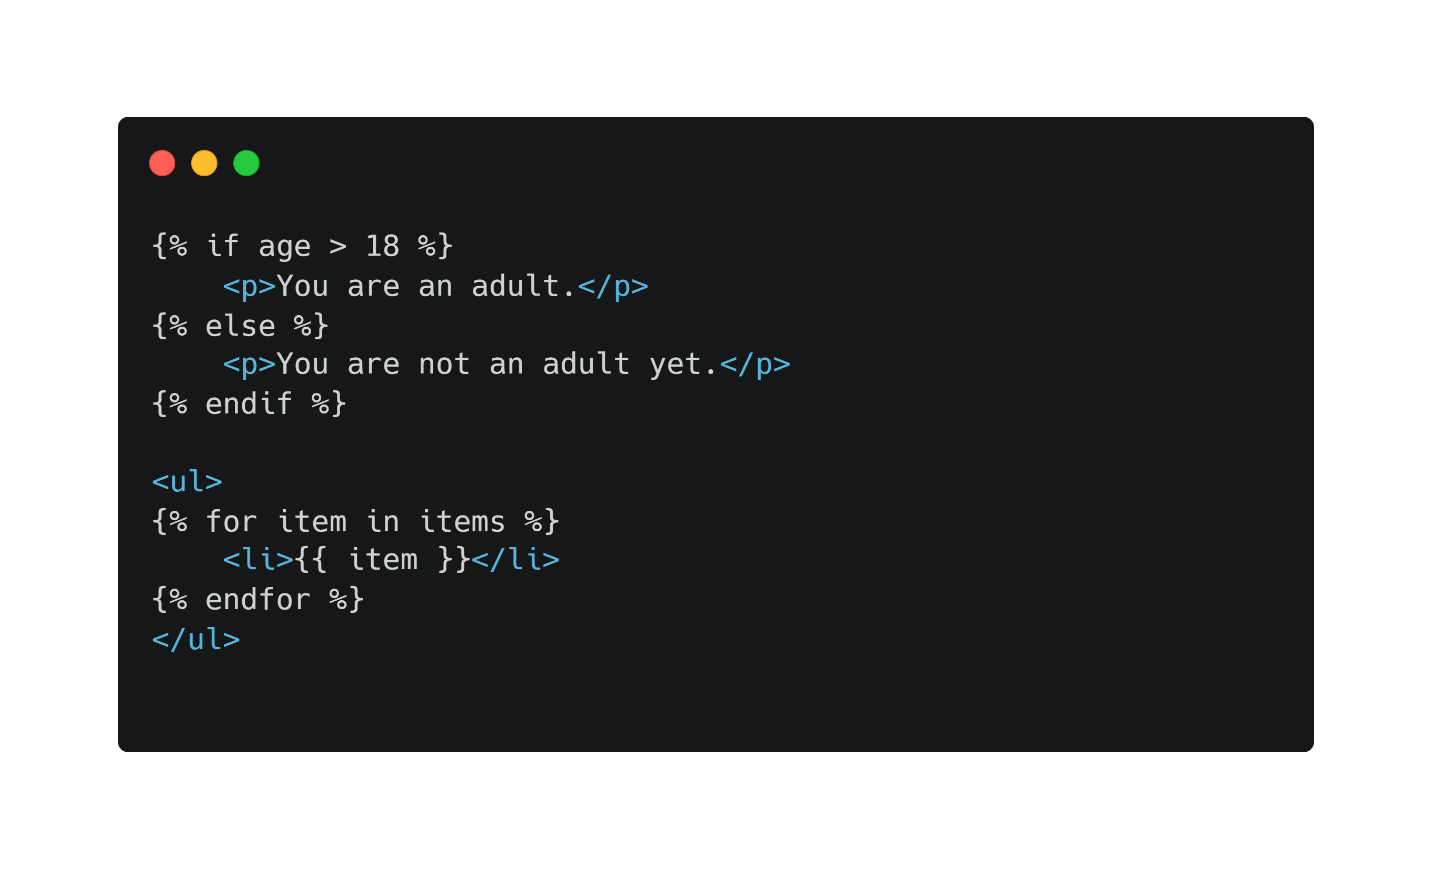 {% if age > 18 %}
    <p>You are an adult.</p>
{% else %}
    <p>You are not an adult yet.</p>
{% endif %}

<ul>
{% for item in items %}
    <li>{{ item }}</li>
{% endfor %}
</ul>